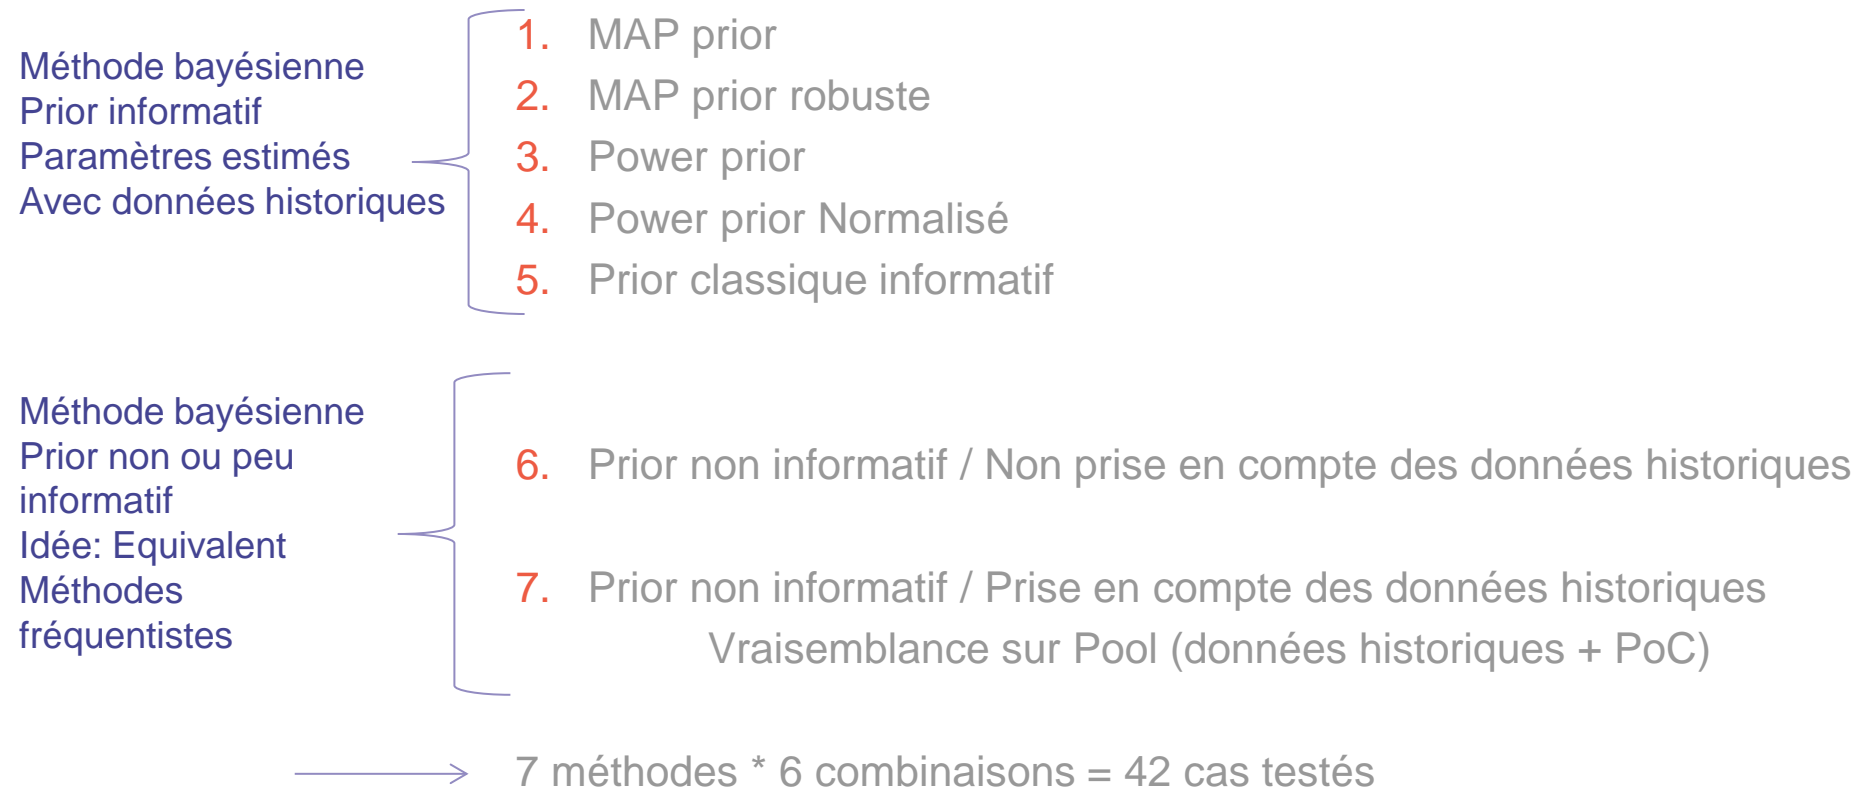 Méthode bayésienne
Prior informatif
Paramètres estimés
Avec données historiques
1. MAP prior
2. MAP prior robuste
3. Power prior
4. Power prior Normalisé
5. Prior classique informatif
Méthode bayésienne
Prior non ou peu
informatif
Idée: Equivalent
Méthodes
fréquentistes
6. Prior non informatif / Non prise en compte des données historiques
7. Prior non informatif / Prise en compte des données historiques
Vraisemblance sur Pool (données historiques + PoC)
7 méthodes * 6 combinaisons = 42 cas testés